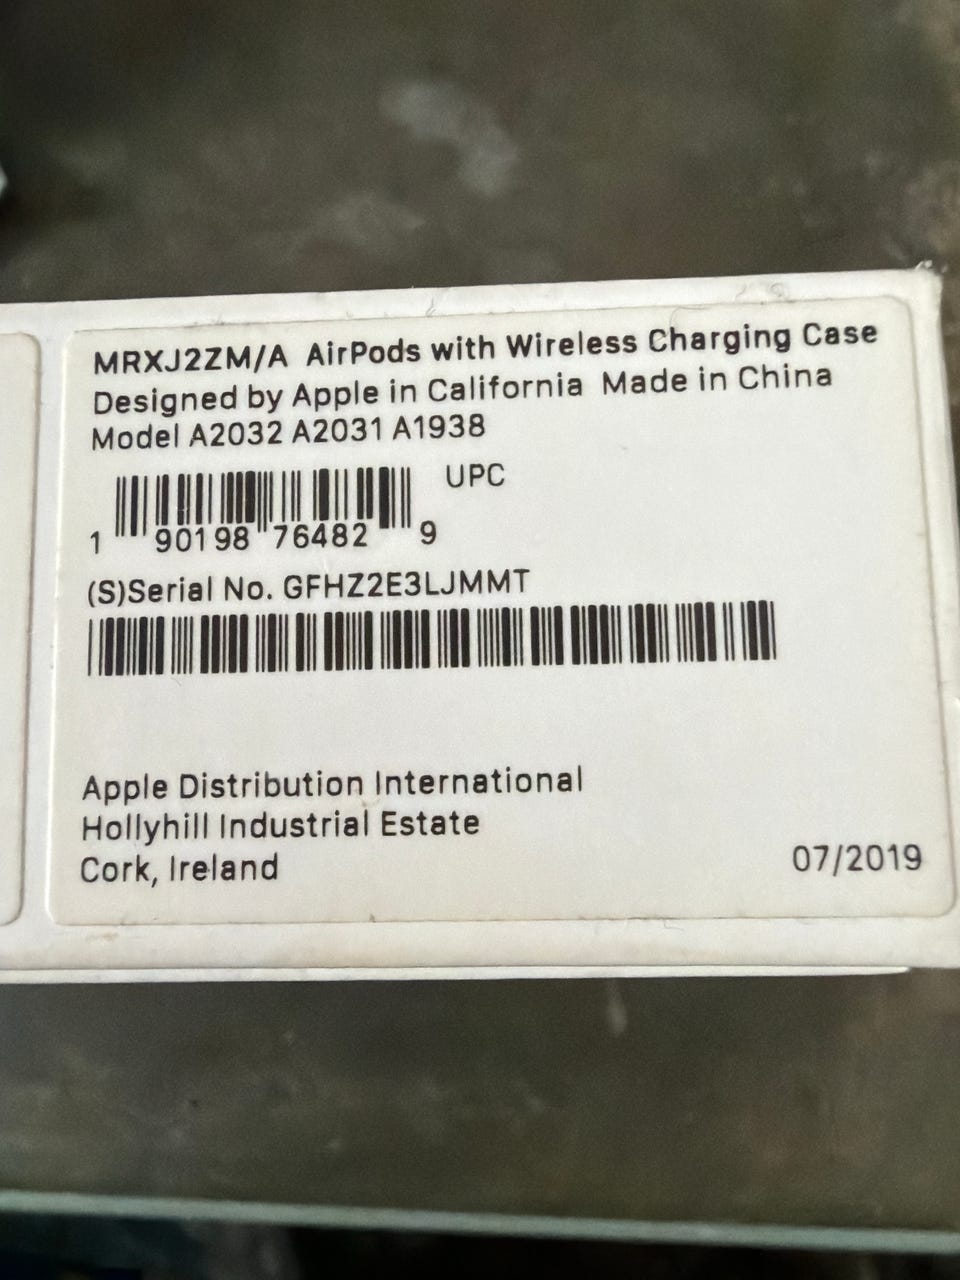 MRXJ2ZM/A AirPods with Wireless Charging Case
Designed by Apple in California Made in China
Model A2032 A2031 A1938
UPC
1 90198 76482 9
(S)Serial No. GFHZ2E3LJMMT
Apple Distribution International
Hollyhill Industrial Estate
Cork, Ireland
07/2019